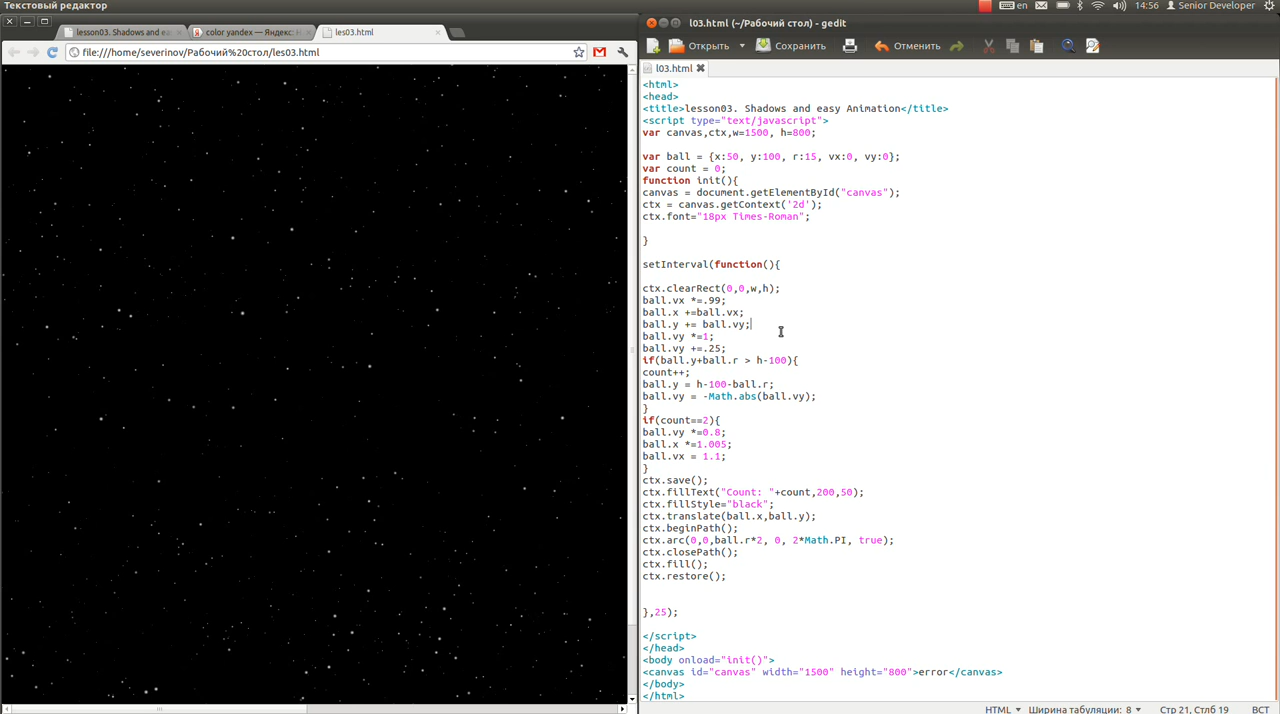 Текстовый редактор
en
14:56
Senior Developer
lesson03. Shadows and ea
color yandex — Яндекс: Н
les03.html
file:///home/severinov/Рабочий%20стол/les03.html
l03.html (~/Рабочий стол) - gedit
Открыть
Сохранить
Отменить
l03.html
<html>
<head>
<title>lesson03. Shadows and easy Animation</title>
<script type="text/javascript">
var canvas,ctx,w=1500, h=800;
var ball = {x:50, y:100, r:15, vx:0, vy:0};
var count = 0;
function init(){
canvas = document.getElementById("canvas");
ctx = canvas.getContext('2d');
ctx.font="18px Times-Roman";
}
setInterval(function(){
ctx.clearRect(0,0,w,h);
ball.vx *=.99;
ball.x +=ball.vx;
ball.y += ball.vy;
ball.vy *=1;
ball.vy +=.25;
if(ball.y+ball.r > h-100){
count++;
ball.y = h-100-ball.r;
ball.vy = -Math.abs(ball.vy);
}
if(count==2){
ball.vy *=0.8;
ball.x *=1.005;
ball.vx = 1.1;
}
ctx.save();
ctx.fillText("Count: "+count,200,50);
ctx.fillStyle="black";
ctx.translate(ball.x,ball.y);
ctx.beginPath();
ctx.arc(0,0,ball.r*2, 0, 2*Math.PI, true);
ctx.closePath();
ctx.fill();
ctx.restore();
},25);
</script>
</head>
<body onload="init()">
<canvas id="canvas" width="1500" height="800">error</canvas>
</body>
</html>
HTML
Ширина табуляции: 8
Стр 21, Стлб 19
ВСТ